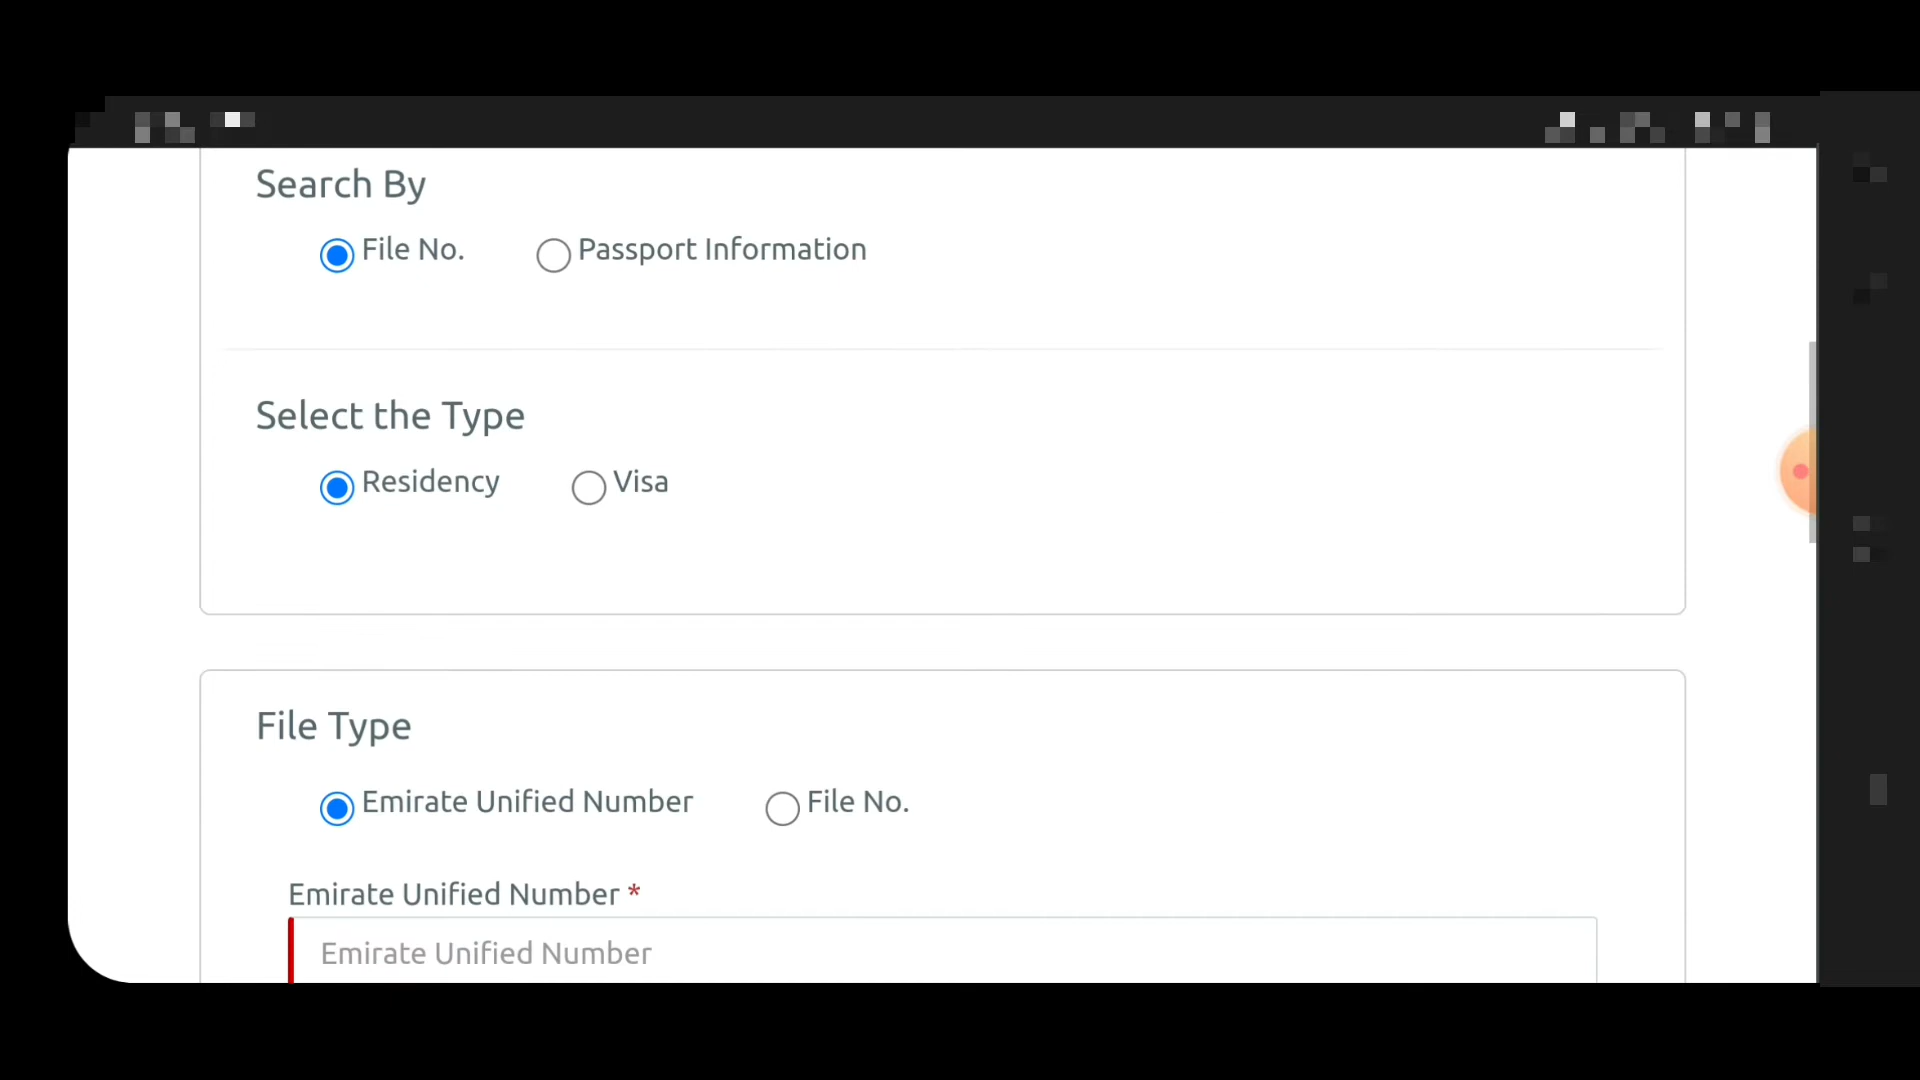 Search By
File No. Passport Information
Select the Type
Residency Visa
File Type
Emirate Unified Number File No.
Emirate Unified Number *
Emirate Unified Number